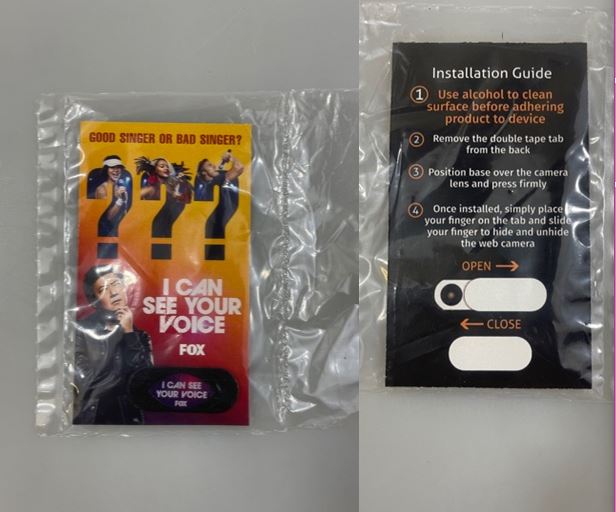 GOOD SINGER OR BAD SINGER?
???
I CAN
SEE YOUR
VOICE
FOX
I CAN SEE
YOUR VOICE
FOX
Installation Guide
1 Use alcohol to clean
surface before adhering
product to device
2 Remove the double tape tab
from the back
3 Position base over the camera
lens and press firmly
4 Once installed, simply place
your finger on the tab and slide
your finger to hide and unhide
the web camera
OPEN →
← CLOSE